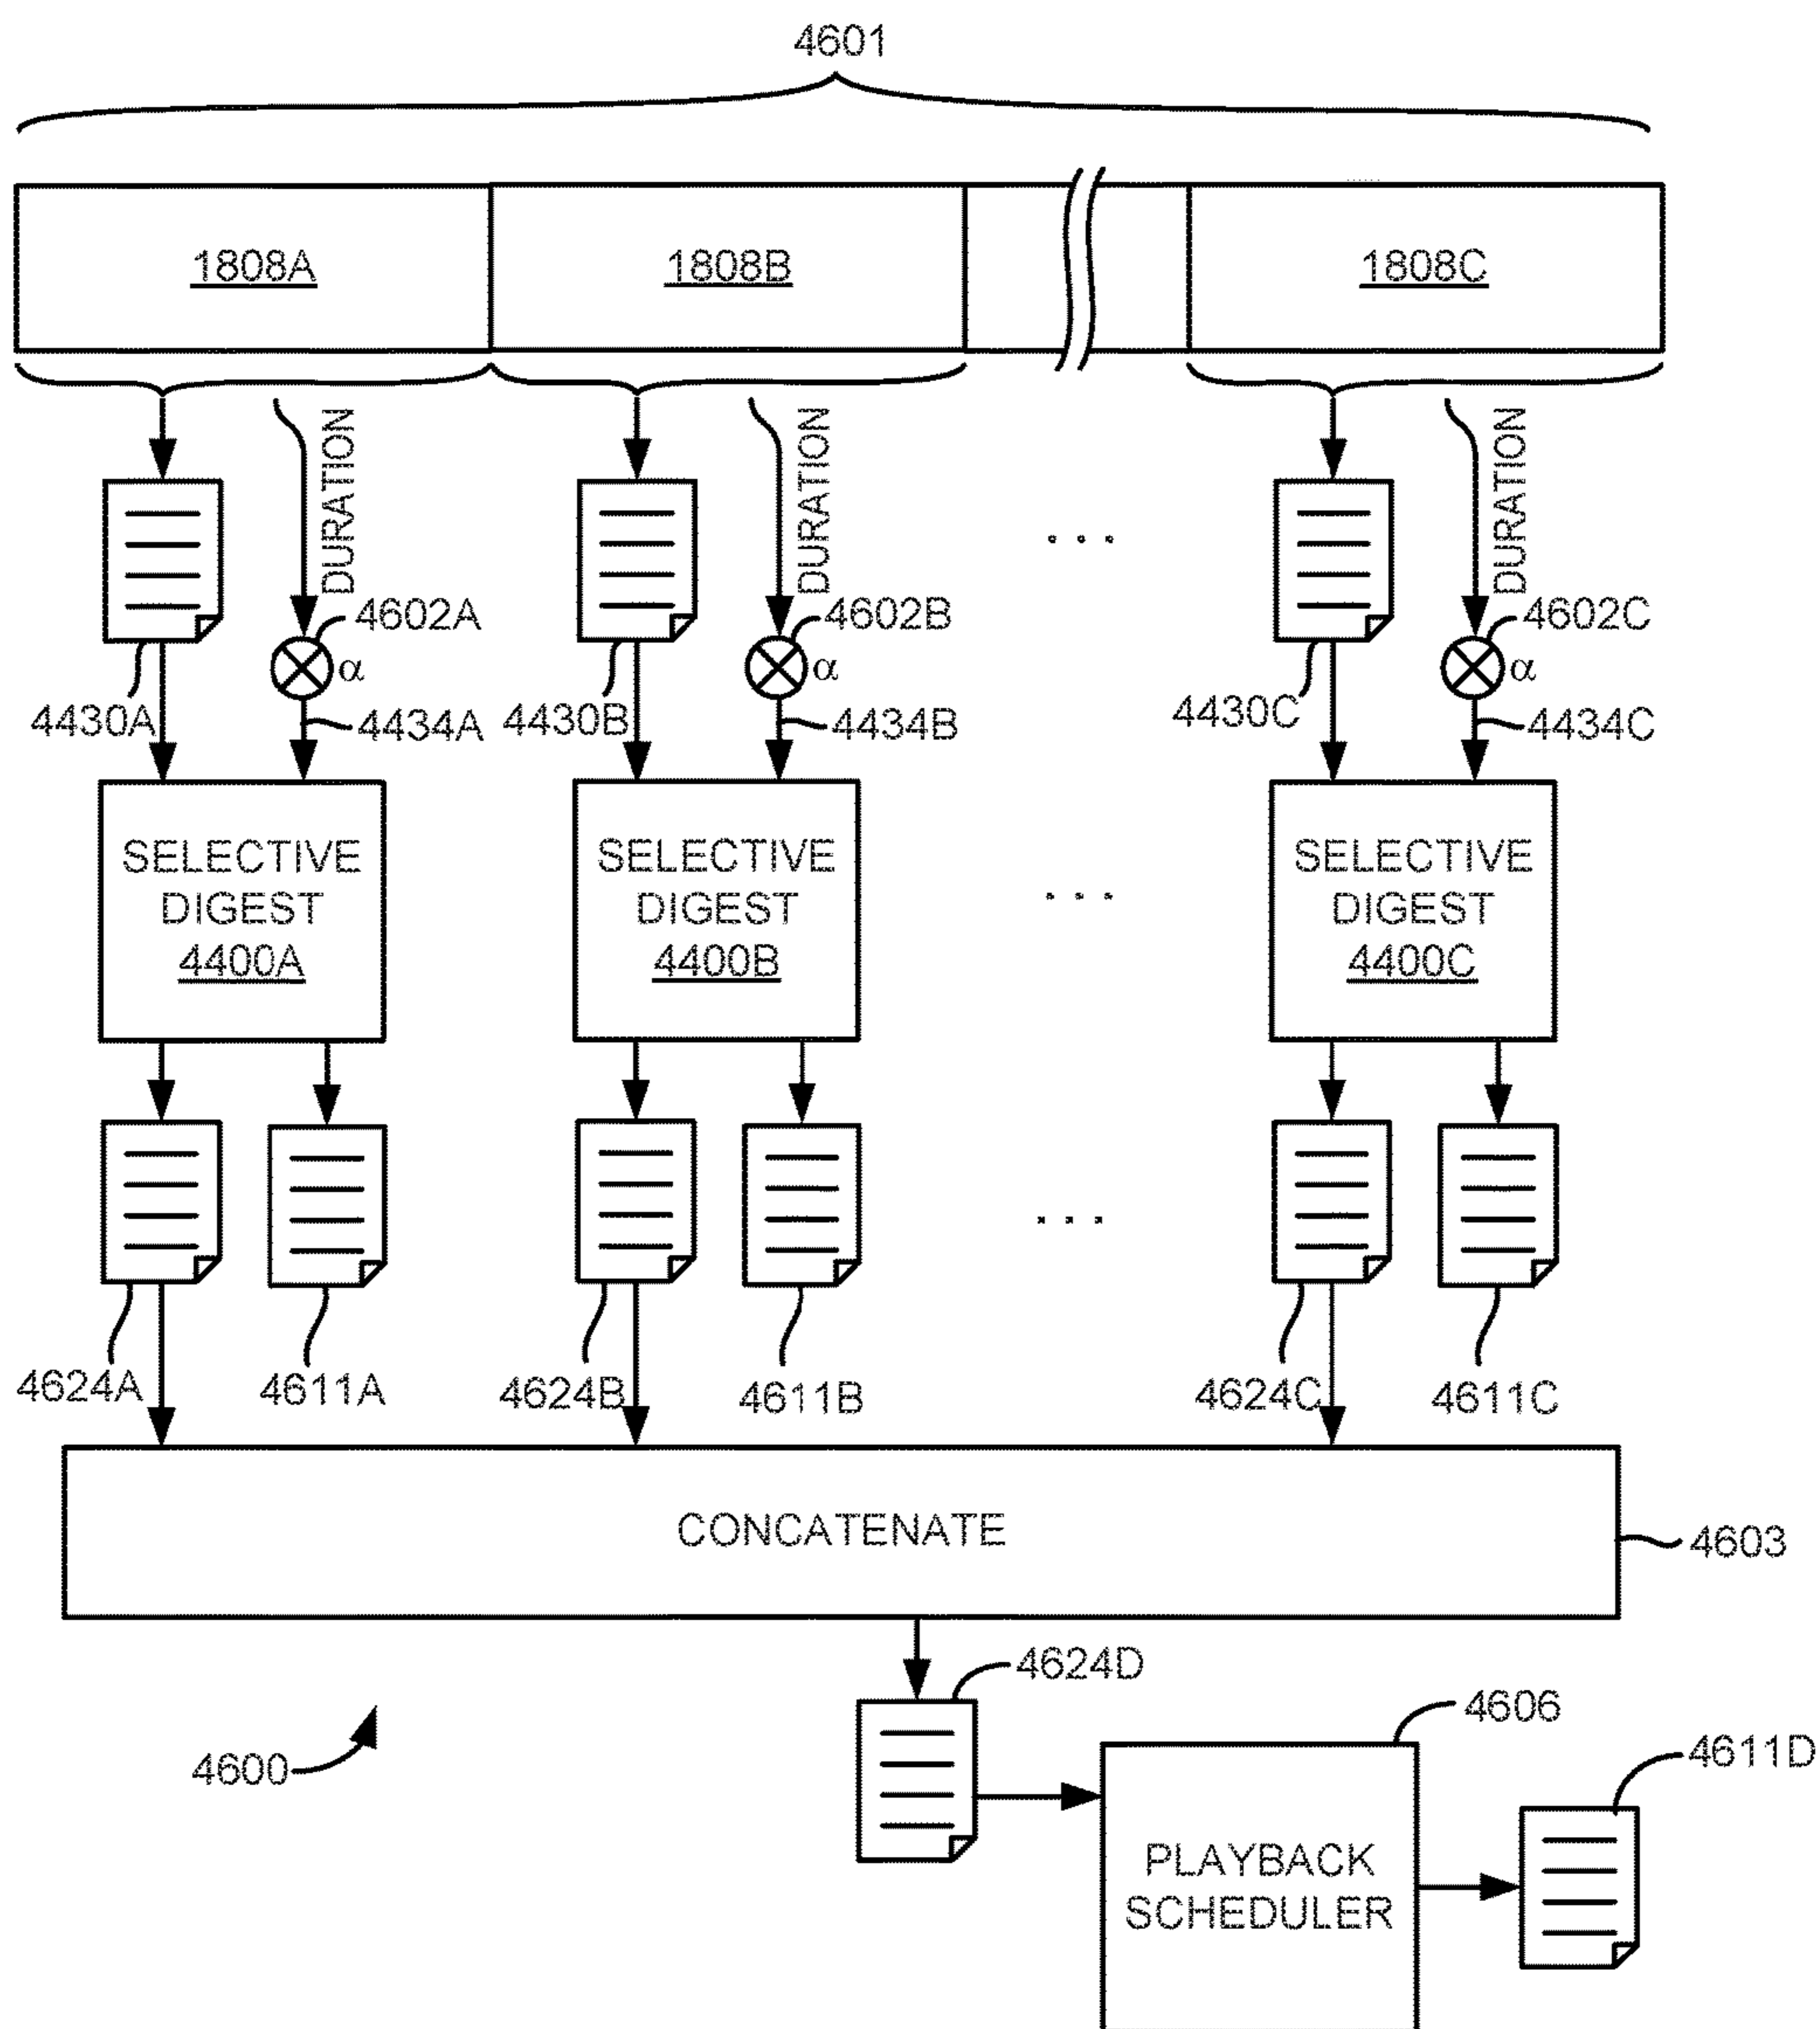 4601
1808A 1808B 1808C
DURATION DURATION DURATION
4602A 4602B 4602C
α α α
4430A 4434A 4430B 4434B 4430C 4434C
. . .
SELECTIVE SELECTIVE SELECTIVE
DIGEST DIGEST . . . DIGEST
4400A 4400B 4400C
. . .
4624A 4611A 4624B 4611B 4624C 4611C
CONCATENATE
4603
4624D
4606
4600
4611D
PLAYBACK
SCHEDULER